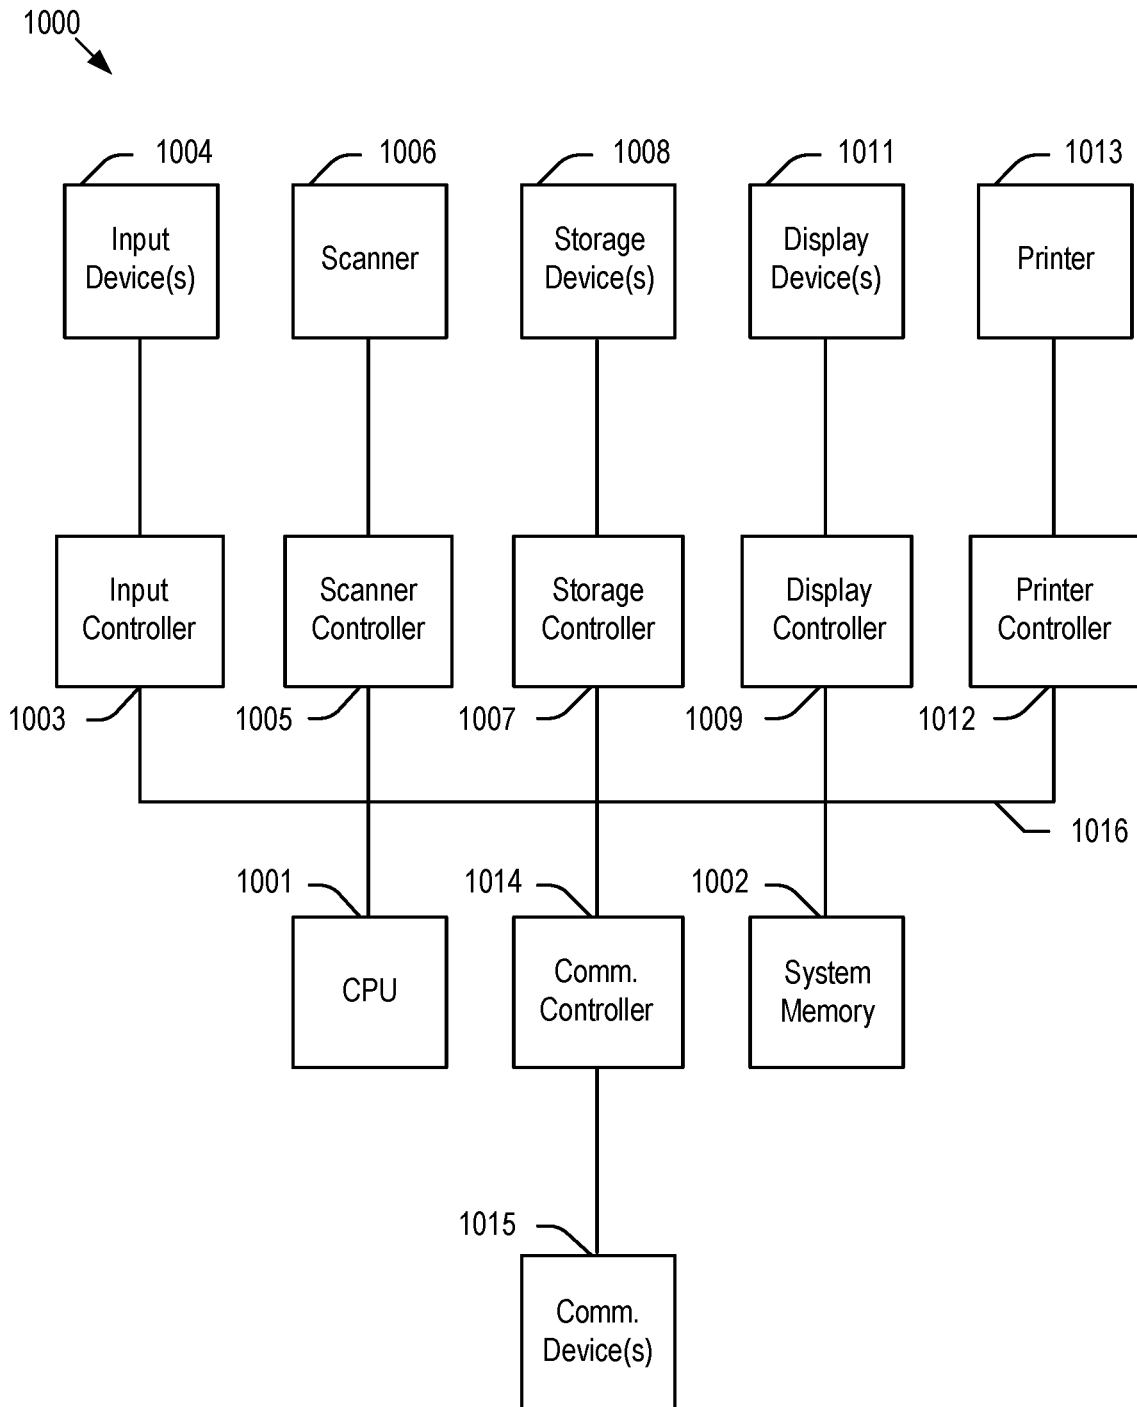 1000
1004
1006
1008
1011
1013
Input
Device(s)
Scanner
Storage
Device(s)
Display
Device(s)
Printer
Input
Controller
Scanner
Controller
Storage
Controller
Display
Controller
Printer
Controller
1003
1005
1007
1009
1012
1016
1001
1014
1002
CPU
Comm.
Controller
System
Memory
1015
Comm.
Device(s)